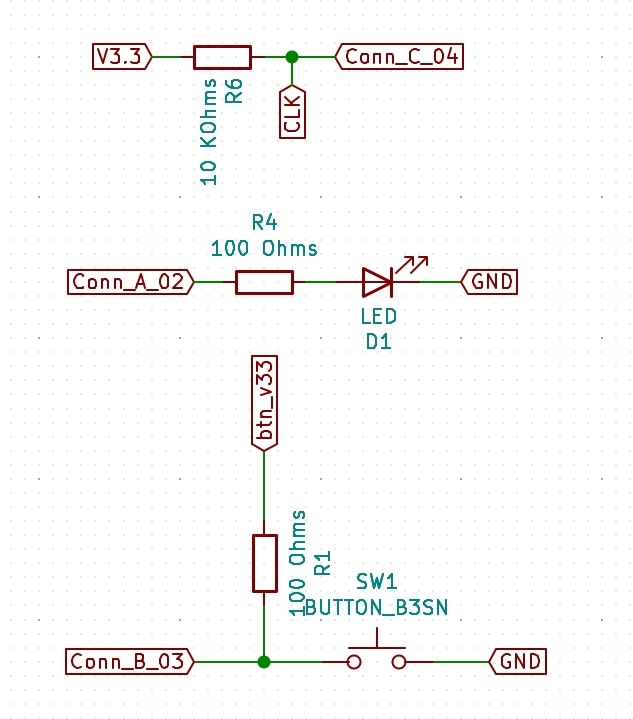 V3.3
Conn_C_04
R6
10 KOhms
CLK
R4
100 Ohms
Conn_A_02
GND
LED
D1
btn_v33
100 Ohms
R1
SW1
BUTTON_B3SN
Conn_B_03
GND